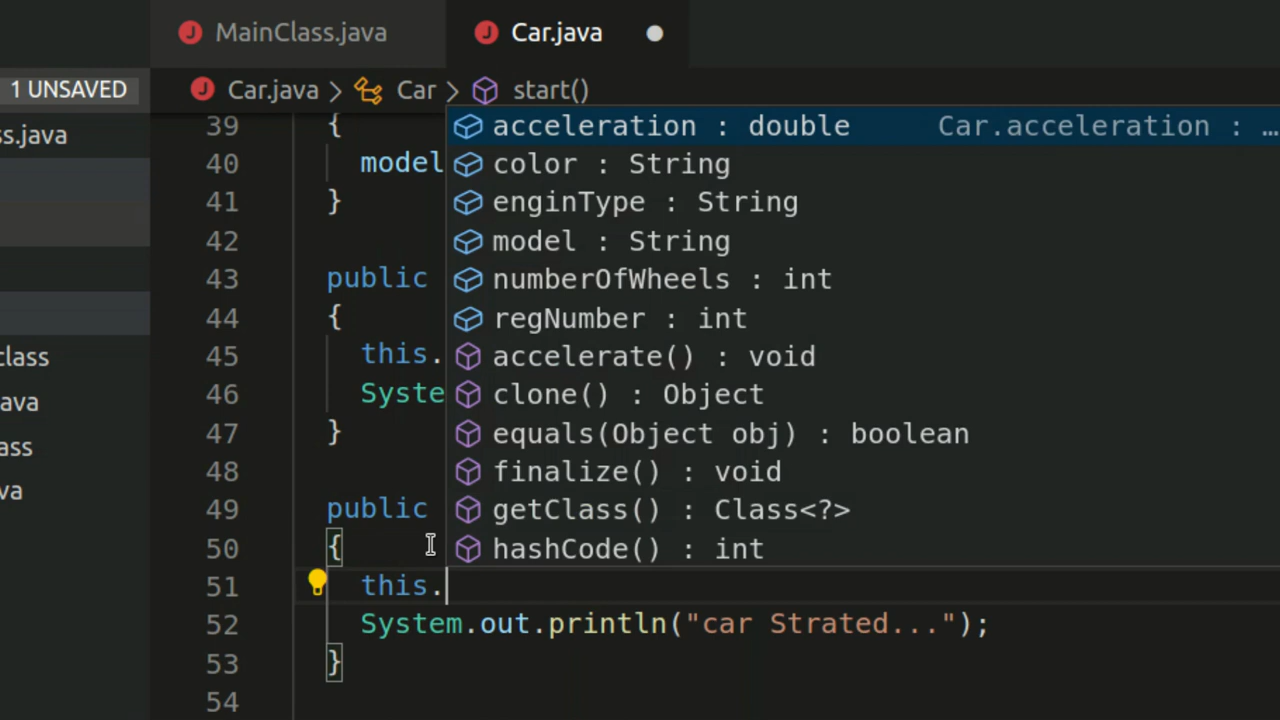 MainClass.java
Car.java
1 UNSAVED
Car.java > Car > start()
ss.java
class
ava
ass
va
39 {
40 model
41 }
42
43 public
44 {
45 this.
46 Syste
47 }
48
49 public
50 {
51 this.
52 System.out.println("car Strated...");
53 }
54
acceleration : double Car.acceleration : …
color : String
enginType : String
model : String
numberOfWheels : int
regNumber : int
accelerate() : void
clone() : Object
equals(Object obj) : boolean
finalize() : void
getClass() : Class<?>
hashCode() : int